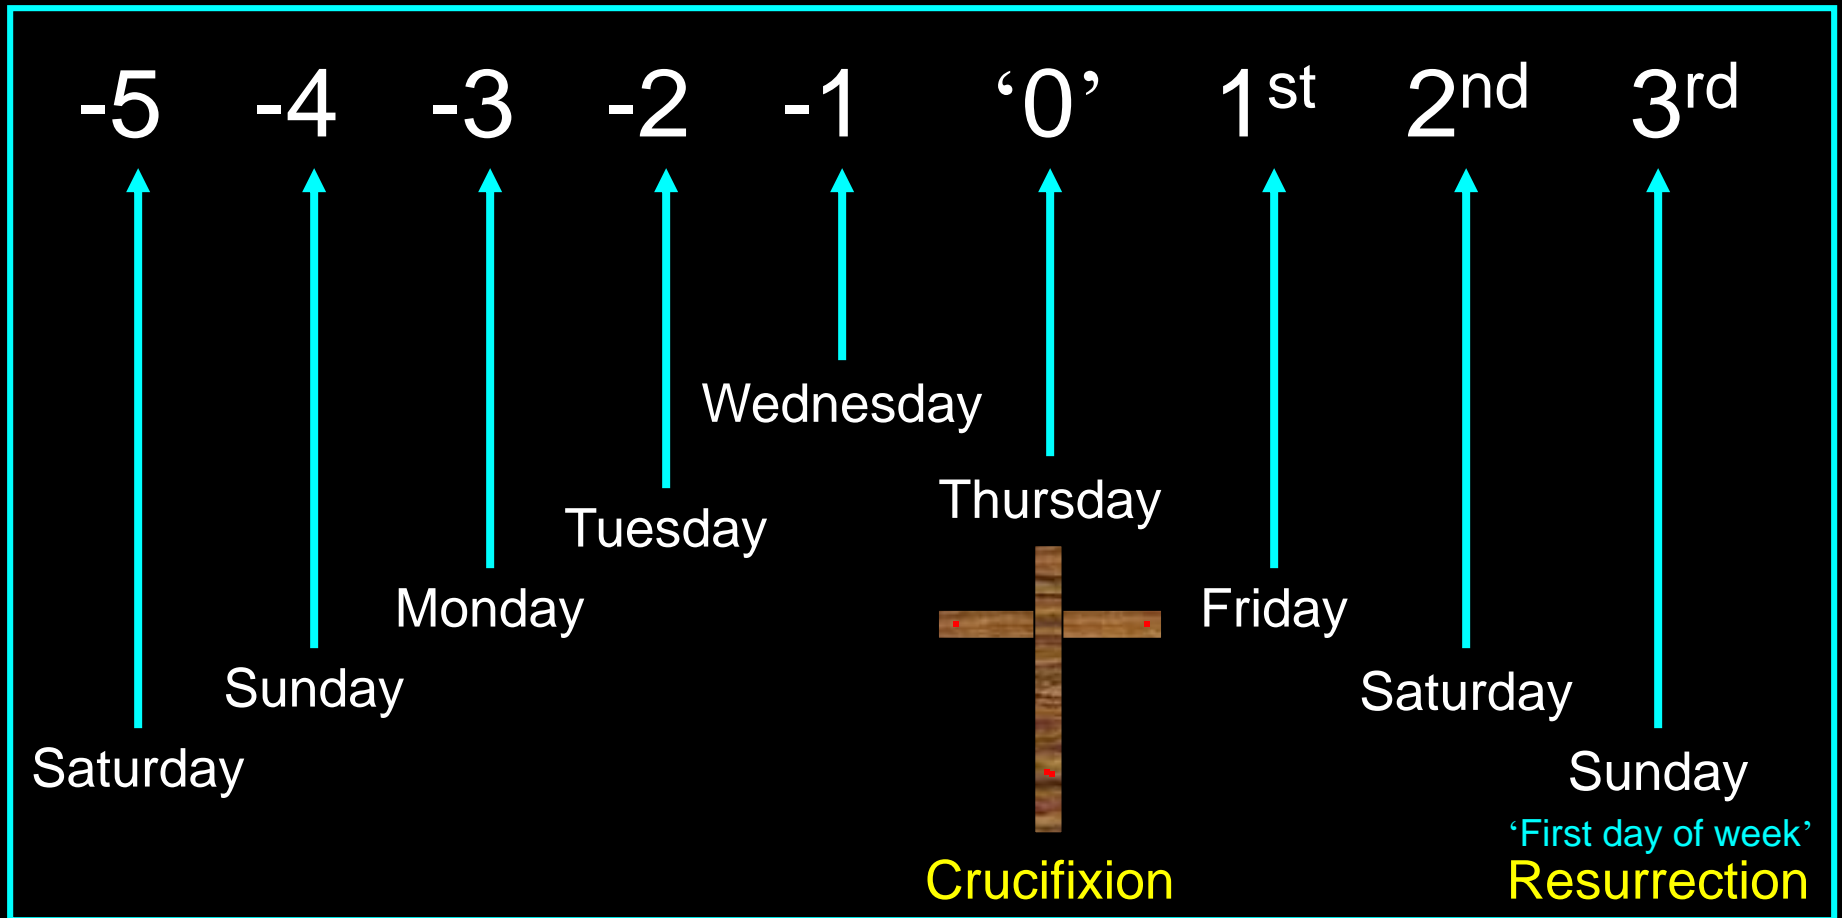 -5 -4 -3 -2 -1 ‘0’ 1st 2nd 3rd
Wednesday
Thursday
Tuesday
Monday
Friday
Sunday
Saturday
Saturday
Sunday
‘First day of week’
Crucifixion
Resurrection